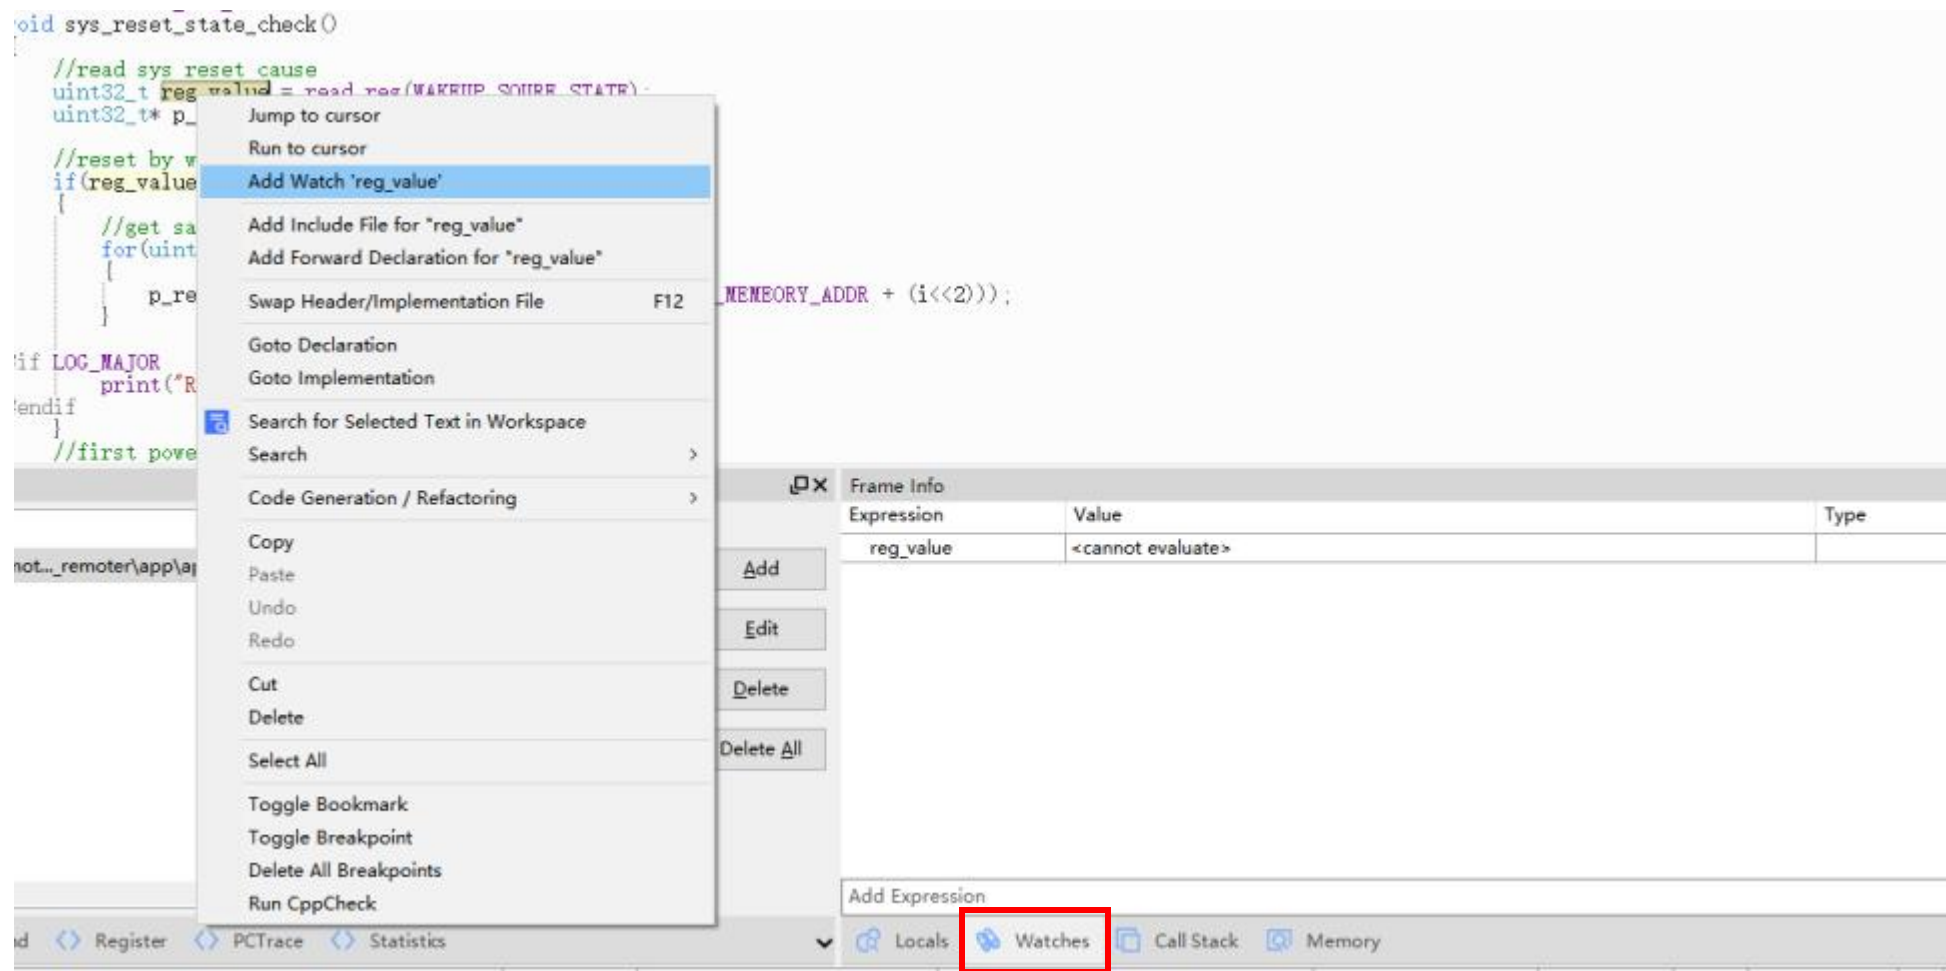 oid sys_reset_state_check()
//read sys reset cause
uint32_t reg_value = read_reg(WAKEUP_SOURE_STATE);
uint32_t* p_
//reset by w
if(reg_value
{
//get sa
for(uint
{
p_re
_MEMEORY_ADDR + (i<<2)));
}
if LOG_MAJOR
print("R
endif
}
//first powe
Jump to cursor
Run to cursor
Add Watch 'reg_value'
Add Include File for "reg_value"
Add Forward Declaration for "reg_value"
Swap Header/Implementation File F12
Goto Declaration
Goto Implementation
Search for Selected Text in Workspace
Search >
Code Generation / Refactoring >
Copy
Paste
Undo
Redo
Cut
Delete
Select All
Toggle Bookmark
Toggle Breakpoint
Delete All Breakpoints
Run CppCheck
not..._remoter\app\ap
Add
Edit
Delete
Delete All
Frame Info
Expression Value Type
reg_value <cannot evaluate>
Add Expression
nd Register PCTrace Statistics
Locals Watches Call Stack Memory